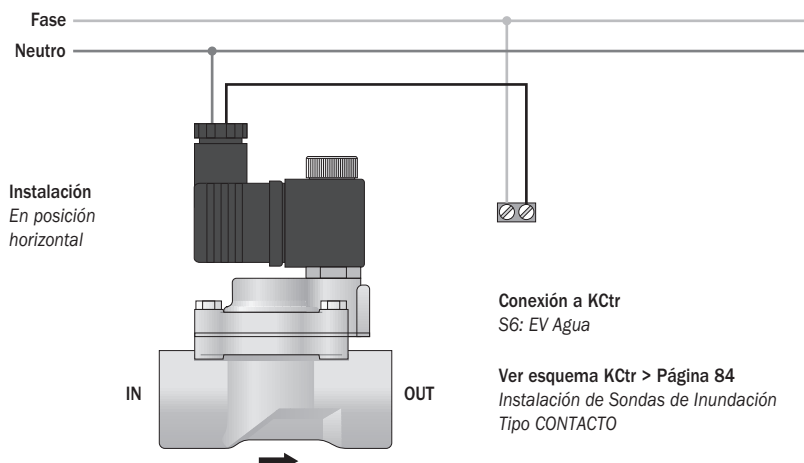 Fase
Neutro
Instalación
En posición
horizontal
Conexión a KCtr
S6: EV Agua
Ver esquema KCtr > Página 84
Instalación de Sondas de Inundación
Tipo CONTACTO
IN
OUT